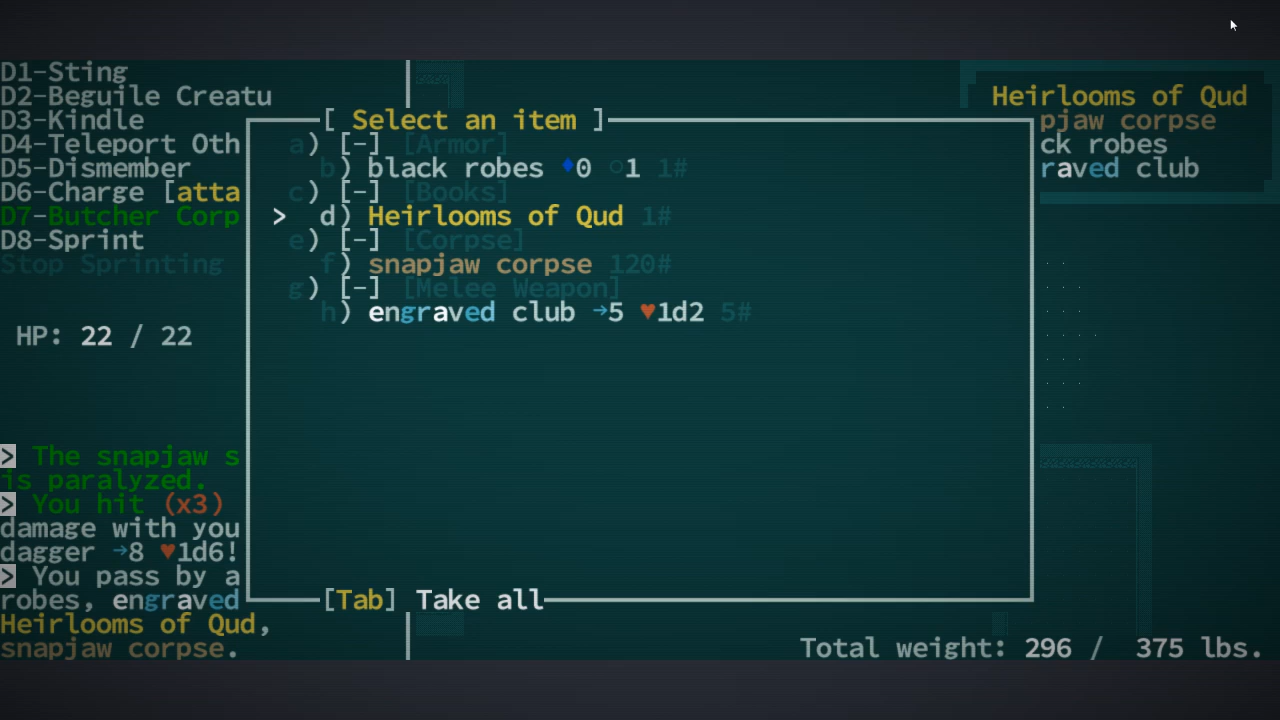 D1-Sting
D2-Beguile Creatu
D3-Kindle
D4-Teleport Oth
D5-Dismember
D6-Charge [atta
D7-Butcher Corp
D8-Sprint
Stop Sprinting
HP: 22 / 22
> The snapjaw s
is paralyzed.
> You hit (x3)
damage with you
dagger →8 ♥1d6!
> You pass by a
robes, engraved
Heirlooms of Qud,
snapjaw corpse.
[ Select an item ]
a) [-] [Armor]
b) black robes ♦0 ○1 1#
c) [-] [Books]
> d) Heirlooms of Qud 1#
e) [-] [Corpse]
f) snapjaw corpse 120#
g) [-] [Melee Weapon]
h) engraved club →5 ♥1d2 5#
[Tab] Take all
Heirlooms of Qud
pjaw corpse
ck robes
raved club
Total weight: 296 / 375 lbs.